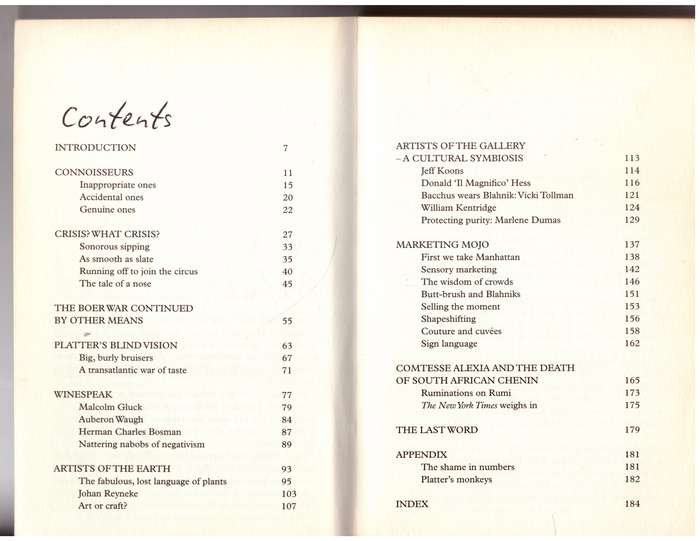 Contents
INTRODUCTION 7
CONNOISSEURS 11
Inappropriate ones 15
Accidental ones 20
Genuine ones 22
CRISIS? WHAT CRISIS? 27
Sonorous sipping 33
As smooth as slate 35
Running off to join the circus 40
The tale of a nose 45
THE BOER WAR CONTINUED
BY OTHER MEANS 55
PLATTER'S BLIND VISION 63
Big, burly bruisers 67
A transatlantic war of taste 71
WINESPEAK 77
Malcolm Gluck 79
Auberon Waugh 84
Herman Charles Bosman 87
Nattering nabobs of negativism 89
ARTISTS OF THE EARTH 93
The fabulous, lost language of plants 95
Johan Reyneke 103
Art or craft? 107
ARTISTS OF THE GALLERY
– A CULTURAL SYMBIOSIS 113
Jeff Koons 114
Donald 'Il Magnifico' Hess 116
Bacchus wears Blahnik: Vicki Tollman 121
William Kentridge 124
Protecting purity: Marlene Dumas 129
MARKETING MOJO 137
First we take Manhattan 138
Sensory marketing 142
The wisdom of crowds 146
Butt-brush and Blahniks 151
Selling the moment 153
Shapeshifting 156
Couture and cuvées 158
Sign language 162
COMTESSE ALEXIA AND THE DEATH
OF SOUTH AFRICAN CHENIN 165
Ruminations on Rumi 173
The New York Times weighs in 175
THE LAST WORD 179
APPENDIX 181
The shame in numbers 181
Platter's monkeys 182
INDEX 184